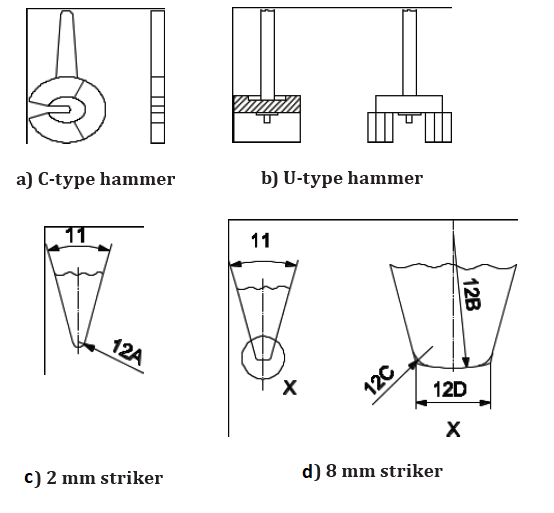 a) C-type hammer
b) U-type hammer
11
12A
11
X
12B
12C
12D
X
c) 2 mm striker
d) 8 mm striker